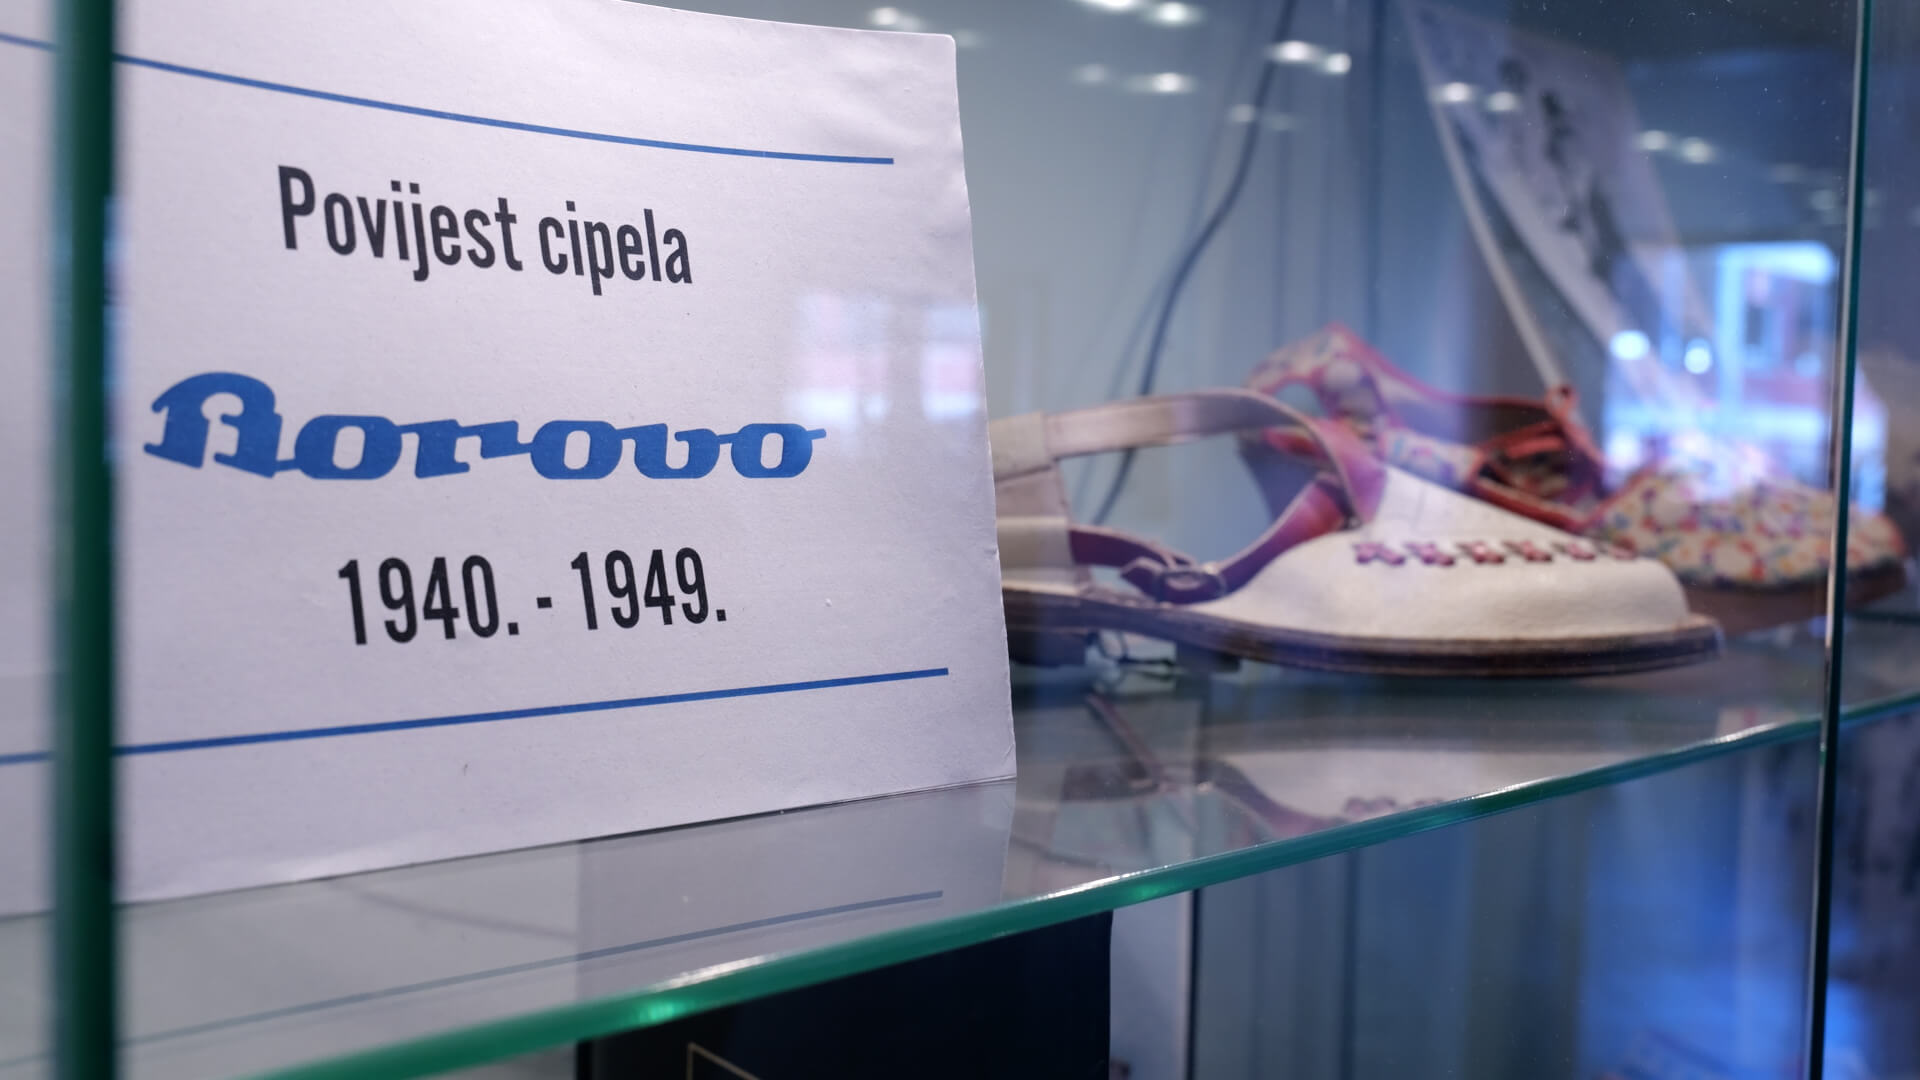 Povijest cipela
Borovo
1940. - 1949.